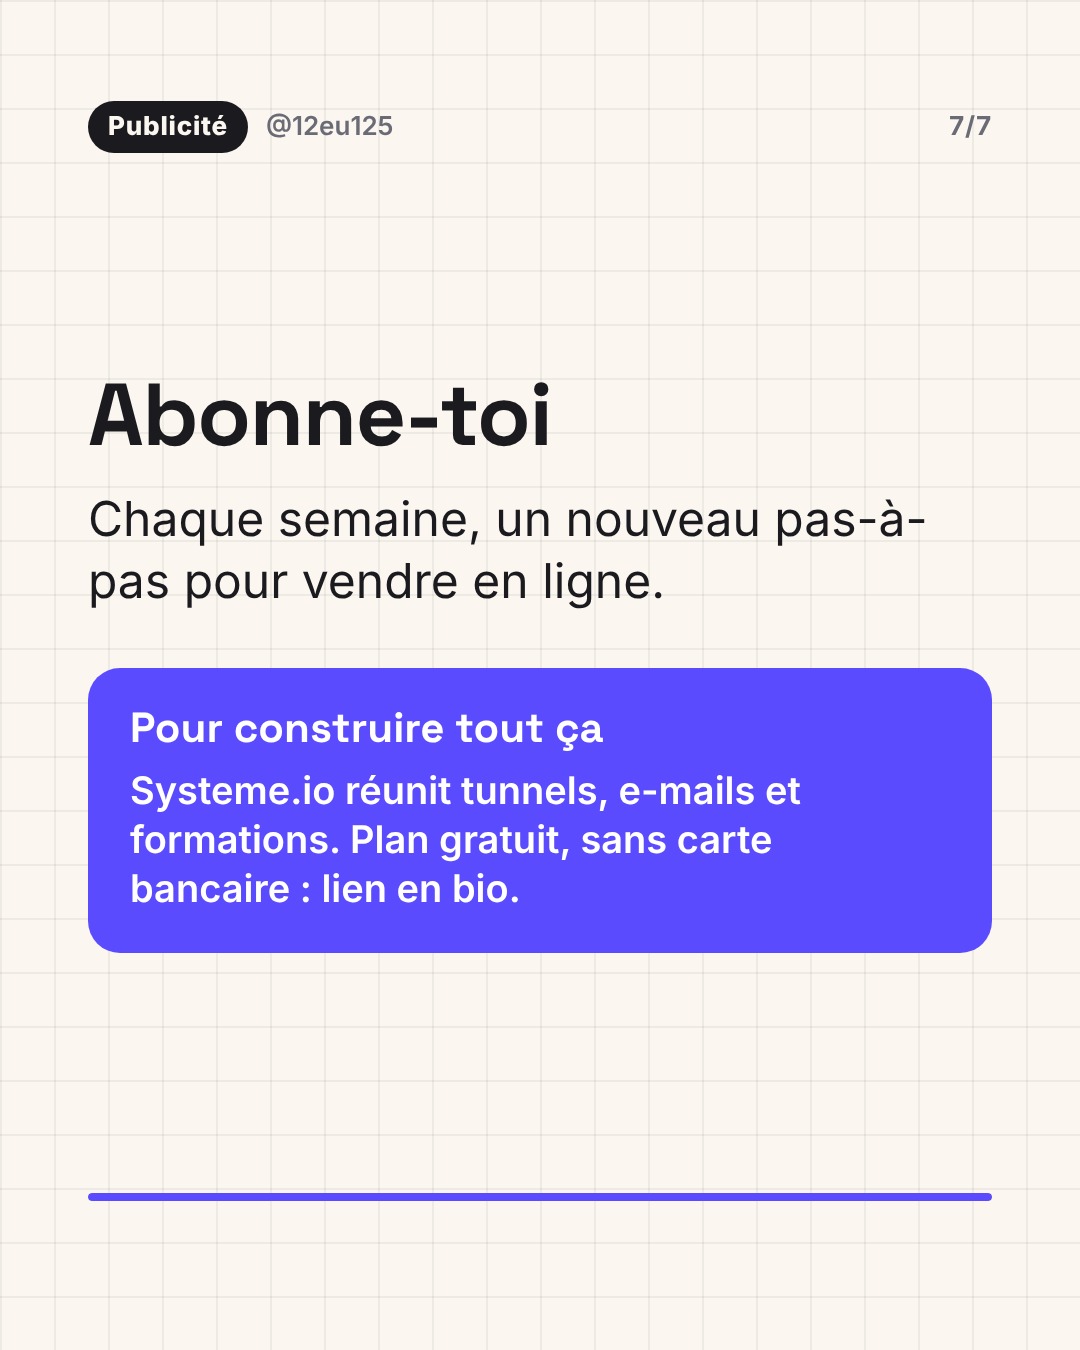 Publicité @12eu125 7/7
Abonne-toi
Chaque semaine, un nouveau pas-à-
pas pour vendre en ligne.
Pour construire tout ça
Systeme.io réunit tunnels, e-mails et
formations. Plan gratuit, sans carte
bancaire : lien en bio.